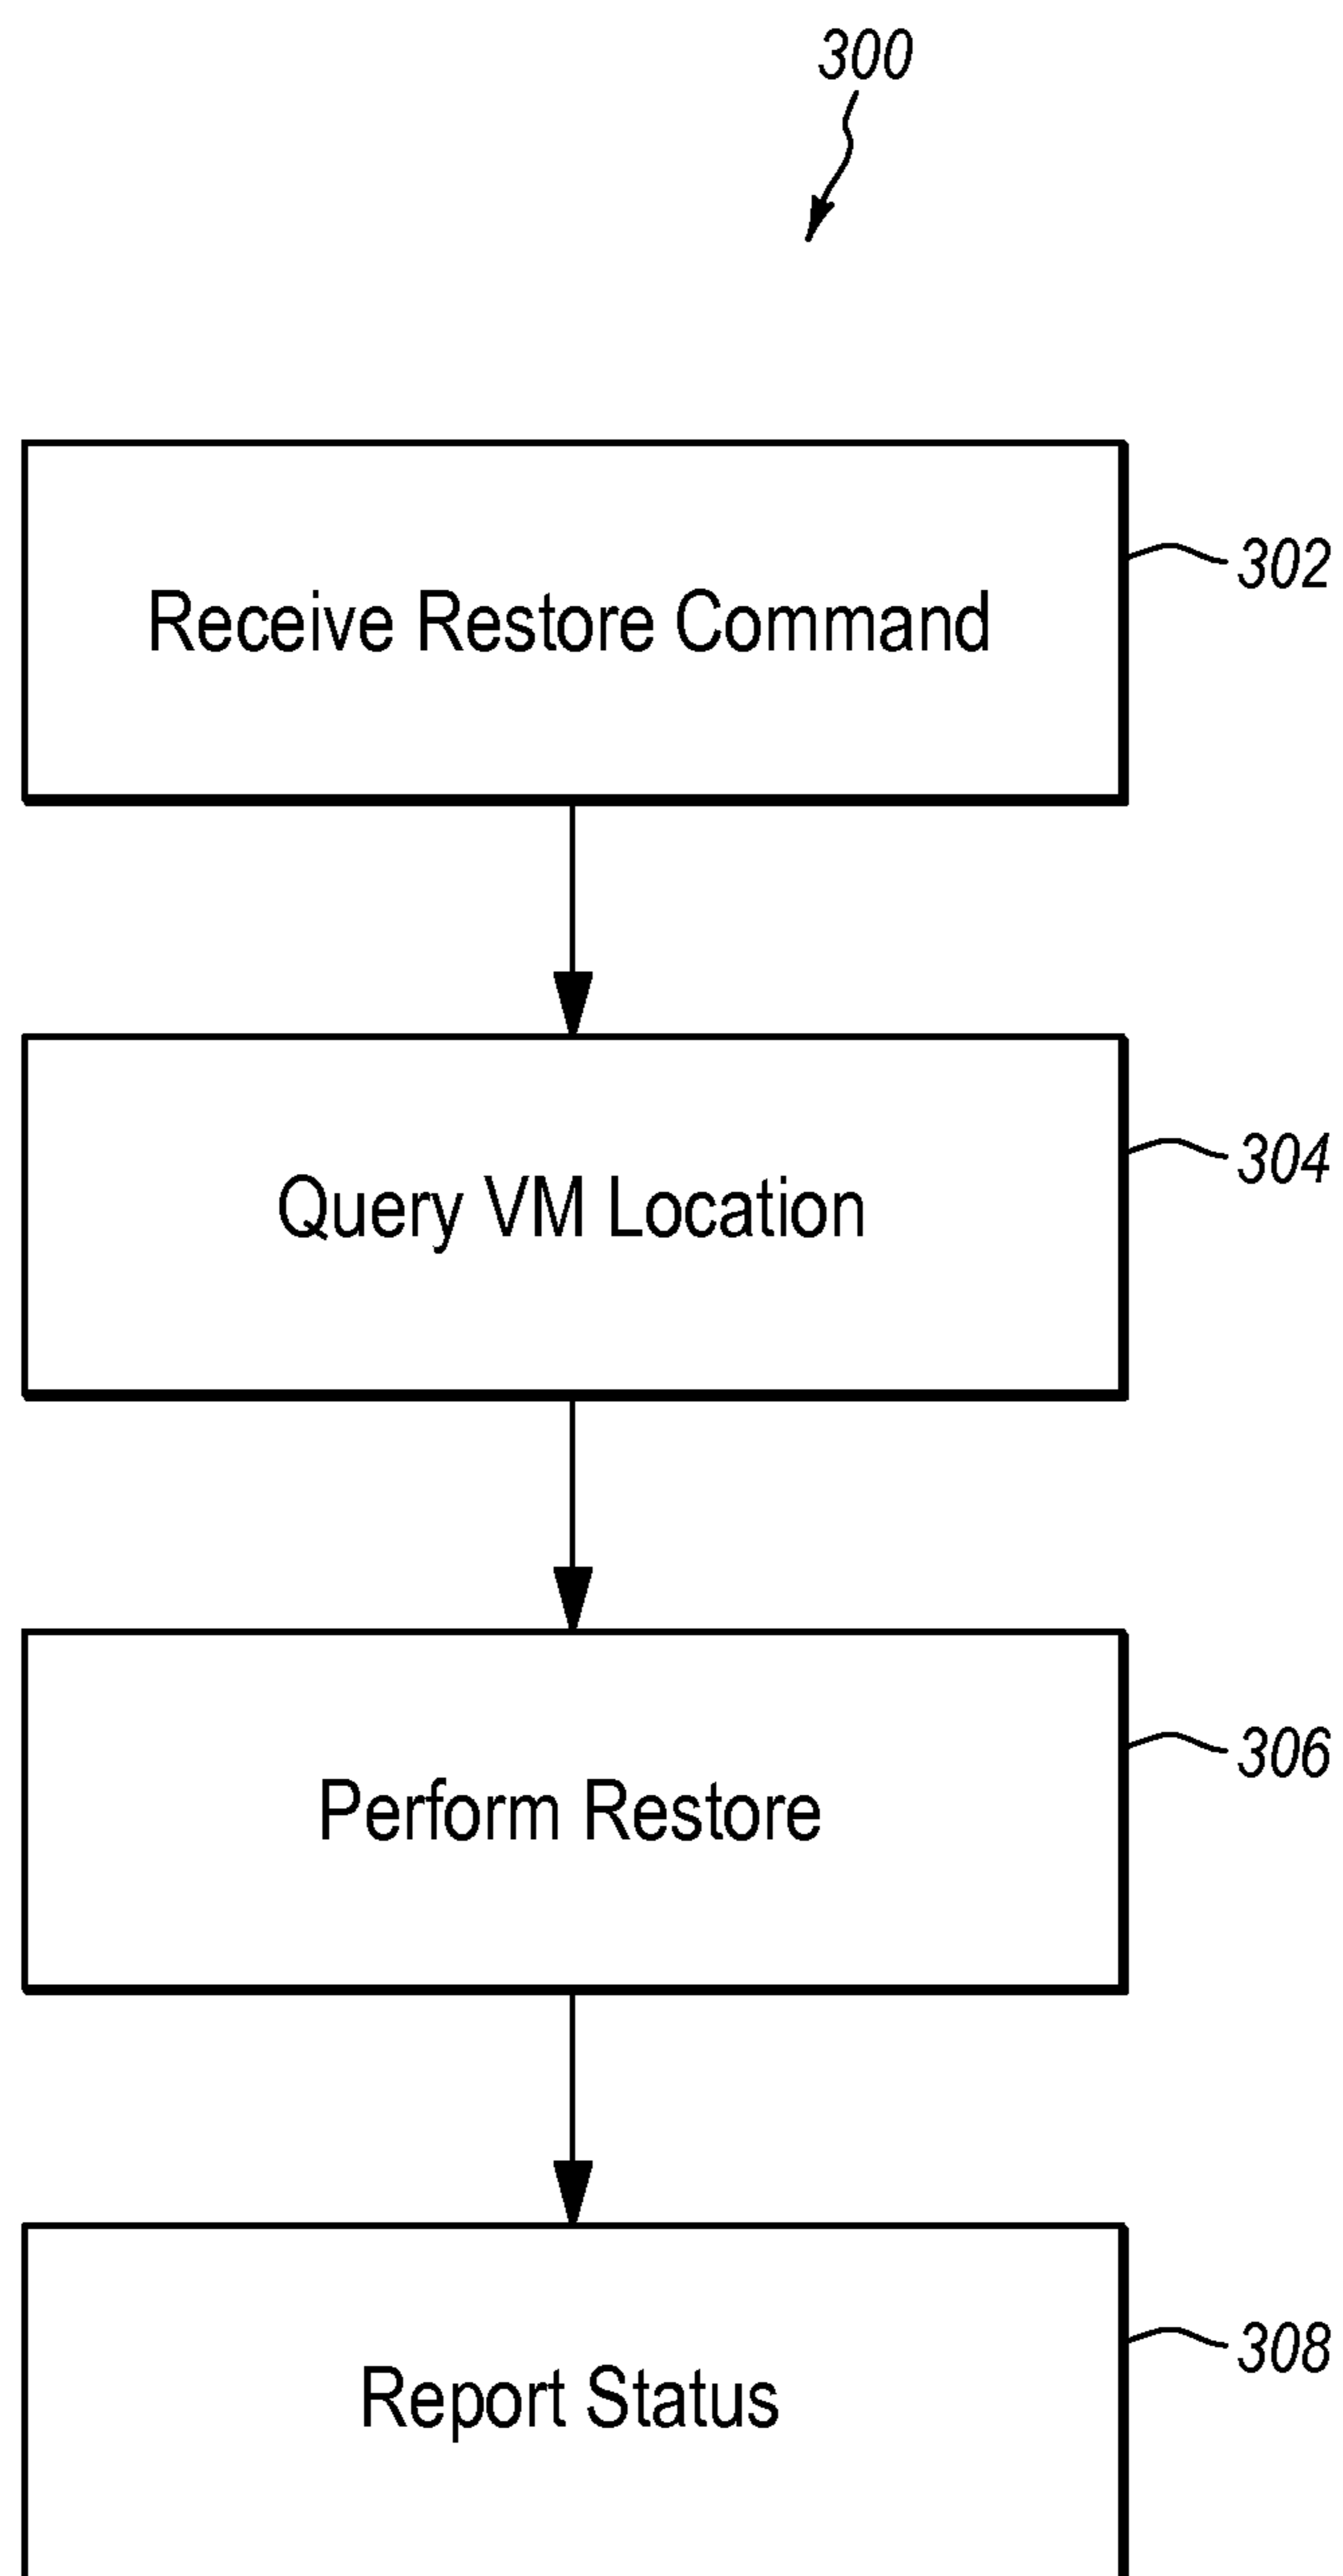 300
Receive Restore Command
302
Query VM Location
304
Perform Restore
306
Report Status
308